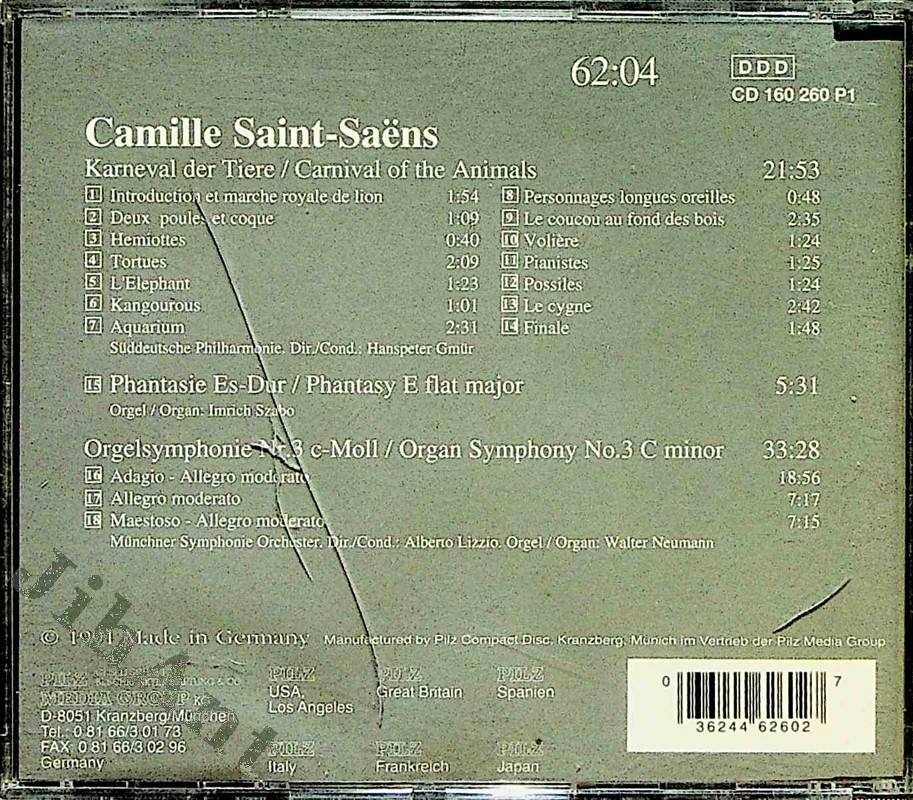 62:04
DDD
CD 160 260 P1
Camille Saint-Saëns
Karneval der Tiere / Carnival of the Animals 21:53
1 Introduction et marche royale de lion 1:54
2 Deux poules et coque 1:09
3 Hemiottes 0:40
4 Tortues 2:09
5 L'Elephant 1:23
6 Kangourous 1:01
7 Aquarium 2:31
8 Personnages longues oreilles 0:48
9 Le coucou au fond des bois 2:35
10 Volière 1:24
11 Pianistes 1:25
12 Possiles 1:24
13 Le cygne 2:42
14 Finale 1:48
Süddeutsche Philharmonie. Dir./Cond.: Hanspeter Gmür
15 Phantasie Es-Dur / Phantasy E flat major 5:31
Orgel / Organ: Imrich Szabo
Orgelsymphonie Nr.3 c-Moll / Organ Symphony No.3 C minor 33:28
16 Adagio - Allegro moderato 18:56
17 Allegro moderato 7:17
18 Maestoso - Allegro moderato 7:15
Münchner Symphonie Orchester. Dir./Cond.: Alberto Lizzio. Orgel / Organ: Walter Neumann
© 1991 Made in Germany Manufactured by Pilz Compact Disc, Kranzberg, Munich im Vertrieb der Pilz Media Group
PILZ & CO
MEDIA GROUP KG
D-8051 Kranzberg/München
Tel.: 0 81 66/3 01 73
FAX: 0 81 66/3 02 96
Germany
PILZ
USA,
Los Angeles
PILZ
Great Britain
PILZ
Spanien
PILZ
Italy
PILZ
Frankreich
PILZ
Japan
0 36244 62602 7